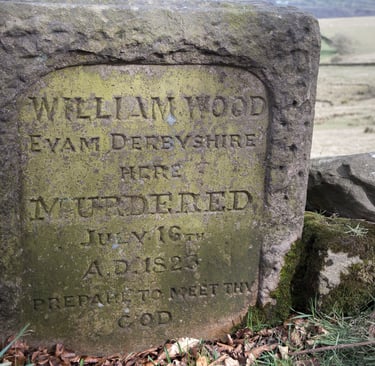 WILLIAM WOOD
EYAM DERBYSHIRE
HERE
MURDERED
JULY 16TH
A.D. 1823
PREPARE TO MEET THY
GOD